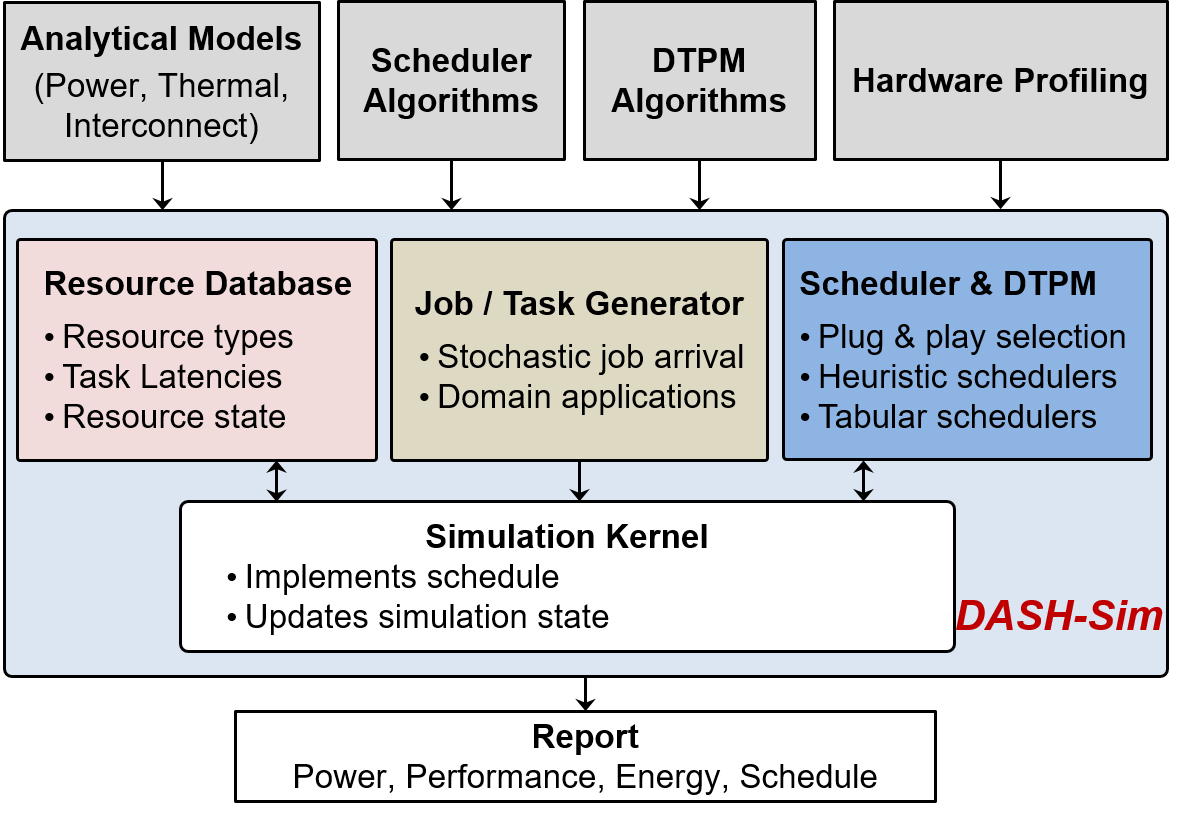 Analytical Models
(Power, Thermal,
Interconnect)
Scheduler
Algorithms
DTPM
Algorithms
Hardware Profiling
Resource Database
• Resource types
• Task Latencies
• Resource state
Job / Task Generator
• Stochastic job arrival
• Domain applications
Scheduler & DTPM
• Plug & play selection
• Heuristic schedulers
• Tabular schedulers
Simulation Kernel
• Implements schedule
• Updates simulation state
DASH-Sim
Report
Power, Performance, Energy, Schedule